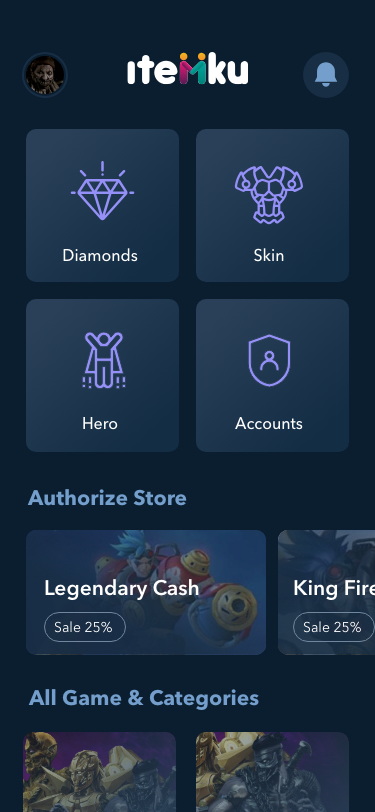 itemku
Diamonds
Skin
Hero
Accounts
Authorize Store
Legendary Cash
King Fire
Sale 25%
Sale 25%
All Game & Categories